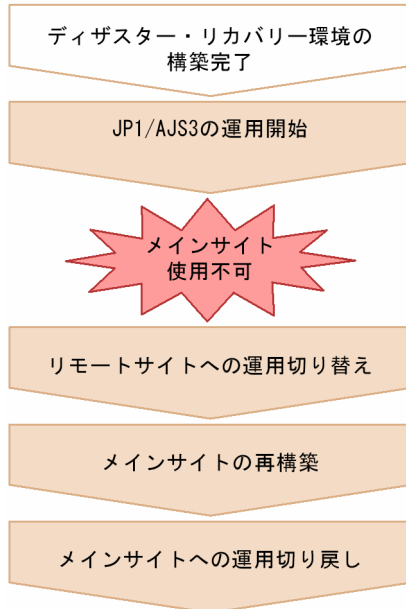 ディザスター・リカバリー環境の
構築完了
JP1/AJS3の運用開始
メインサイト
使用不可
リモートサイトへの運用切り替え
メインサイトの再構築
メインサイトへの運用切り戻し